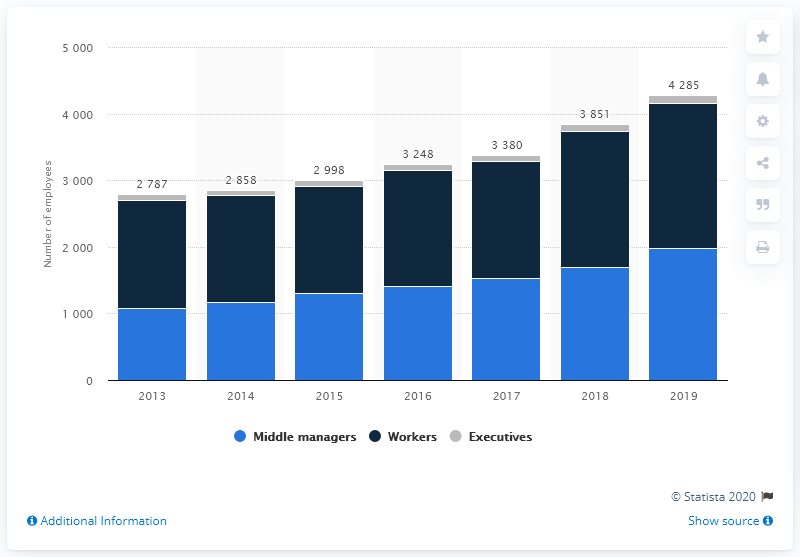 5 000
4 000
3 000
2 000
1 000
0
Number of employees
2 787
2 858
2 998
3 248
3 380
3 851
4 285
2013 2014 2015 2016 2017 2018 2019
Middle managers Workers Executives
© Statista 2020
Additional Information Show source